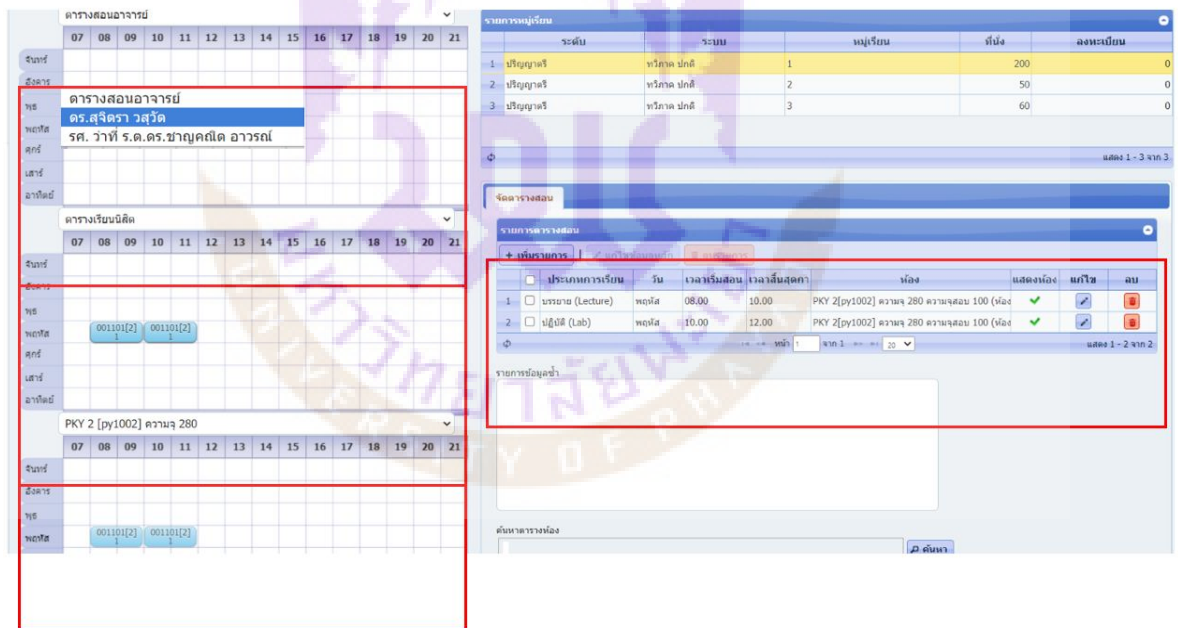 ตารางสอนอาจารย์
07 08 09 10 11 12 13 14 15 16 17 18 19 20 21
จันทร์
อังคาร
พุธ
พฤหัส
ศุกร์
เสาร์
อาทิตย์
ตารางสอนอาจารย์
ดร.สุจิตรา วสุวัต
รศ. ว่าที่ ร.ต.ดร.ชาญคณิต อาวรณ์
ตารางเรียนนิสิต
07 08 09 10 11 12 13 14 15 16 17 18 19 20 21
จันทร์
อังคาร
พุธ
พฤหัส 001101[2] 1 001101[2] 1
ศุกร์
เสาร์
อาทิตย์
PKY 2 [py1002] ความจุ 280
07 08 09 10 11 12 13 14 15 16 17 18 19 20 21
จันทร์
อังคาร
พุธ
พฤหัส 001101[2] 1 001101[2] 1
รายการหมู่เรียน
ระดับ ระบบ หมู่เรียน ที่นั่ง ลงทะเบียน
1 ปริญญาตรี ทวิภาค ปกติ 1 200 0
2 ปริญญาตรี ทวิภาค ปกติ 2 50 0
3 ปริญญาตรี ทวิภาค ปกติ 3 60 0
แสดง 1 - 3 จาก 3
จัดตารางสอน
รายการตารางสอน
+ เพิ่มรายการ ลบรายการ
ประเภทการเรียน วัน เวลาเริ่มสอน เวลาสิ้นสุดกา ห้อง แสดงห้อง แก้ไข ลบ
1 บรรยาย (Lecture) พฤหัส 08.00 10.00 PKY 2[py1002] ความจุ 280 ความจุสอบ 100 (ห้อง
2 ปฏิบัติ (Lab) พฤหัส 10.00 12.00 PKY 2[py1002] ความจุ 280 ความจุสอบ 100 (ห้อง
หน้า 1 จาก 1 20 แสดง 1 - 2 จาก 2
รายการข้อมูลซ้ำ
ค้นหาตารางห้อง
ค้นหา
มหาวิทยาลัยพะเยา
UNIVERSITY OF PHAYAO